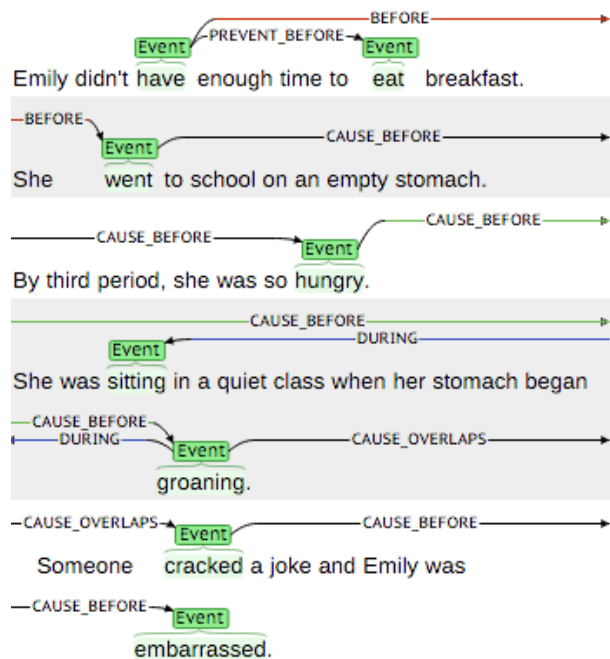 BEFORE
PREVENT_BEFORE
Event Event
Emily didn't have enough time to eat breakfast.
BEFORE
CAUSE_BEFORE
Event
She went to school on an empty stomach.
CAUSE_BEFORE
CAUSE_BEFORE
Event
By third period, she was so hungry.
CAUSE_BEFORE
DURING
Event
She was sitting in a quiet class when her stomach began
CAUSE_BEFORE
DURING CAUSE_OVERLAPS
Event
groaning.
CAUSE_OVERLAPS CAUSE_BEFORE
Event
Someone cracked a joke and Emily was
CAUSE_BEFORE
Event
embarrassed.